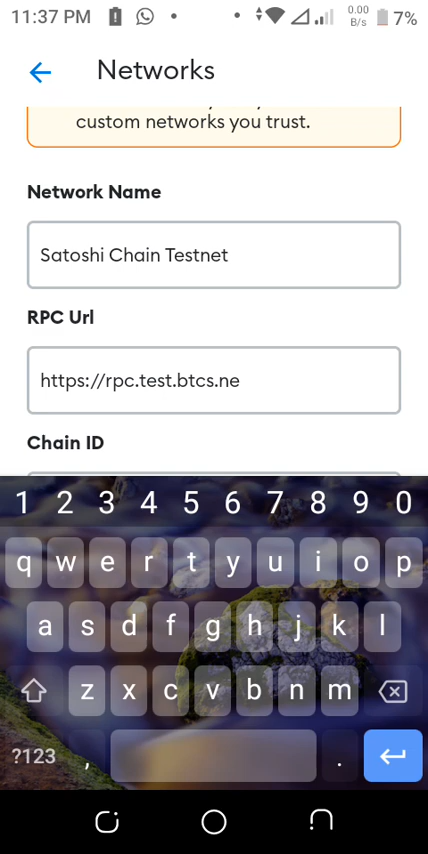 11:37 PM 0.00 B/s 7%
Networks
custom networks you trust.
Network Name
Satoshi Chain Testnet
RPC Url
https://rpc.test.btcs.ne
Chain ID
1 2 3 4 5 6 7 8 9 0
q w e r t y u i o p
a s d f g h j k l
z x c v b n m
?123 , .